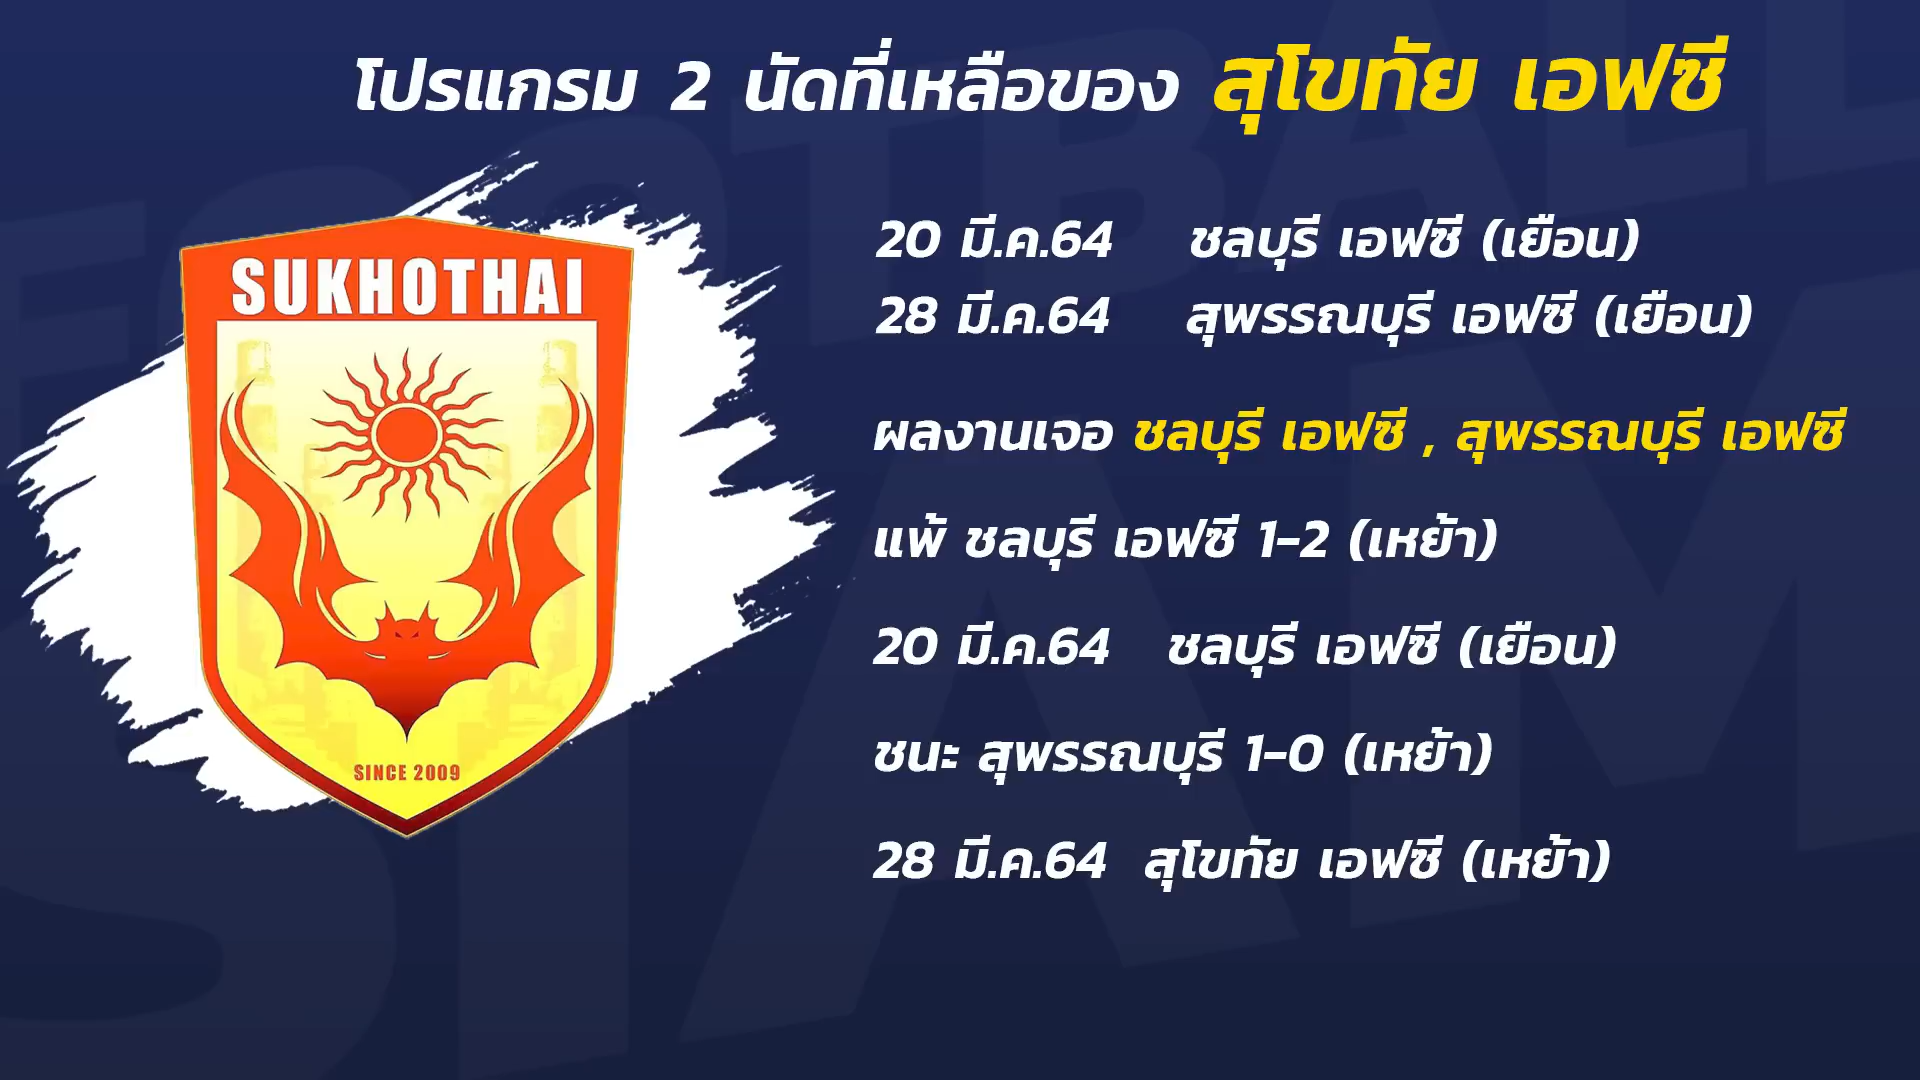 โปรแกรม 2 นัดที่เหลือของ สุโขทัย เอฟซี
SUKHOTHAI
SINCE 2009
20 มี.ค.64 ชลบุรี เอฟซี (เยือน)
28 มี.ค.64 สุพรรณบุรี เอฟซี (เยือน)
ผลงานเจอ ชลบุรี เอฟซี , สุพรรณบุรี เอฟซี
แพ้ ชลบุรี เอฟซี 1-2 (เหย้า)
20 มี.ค.64 ชลบุรี เอฟซี (เยือน)
ชนะ สุพรรณบุรี 1-0 (เหย้า)
28 มี.ค.64 สุโขทัย เอฟซี (เหย้า)
FOOTBALL
SIAM